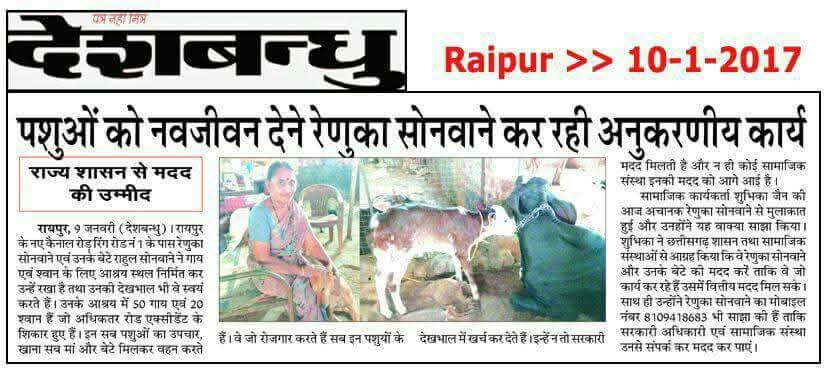 पत्र नहीं मित्र
देशबन्धु
Raipur >> 10-1-2017
पशुओं को नवजीवन देने रेणुका सोनवाने कर रही अनुकरणीय कार्य
राज्य शासन से मदद
की उम्मीद
रायपुर, 9 जनवरी (देशबन्धु)। रायपुर
के नए कैनाल रोड़ रिंग रोड नं 1 के पास रेणुका
सोनवाने एवं उनके बेटे राहुल सोनवाने ने गाय
एवं श्वान के लिए आश्रय स्थल निर्मित कर
उन्हें रखा है तथा उनकी देखभाल भी वे स्वयं
करते हैं। उनके आश्रय में 50 गाय एवं 20
श्वान हैं जो अधिकतर रोड एक्सीडेंट के
शिकार हुए हैं। इन सब पशुओं का उपचार,
खाना सब मां और बेटे मिलकर वहन करते
हैं। वे जो रोजगार करते हैं सब इन पशुयों के
देखभाल में खर्च कर देते हैं। इन्हें न तो सरकारी
मदद मिलती है और न ही कोई सामाजिक
संस्था इनकी मदद को आगे आई है।
सामाजिक कार्यकर्ता शुभिका जैन की
आज अचानक रेणुका सोनवाने से मुलाकात
हुई और उन्होंने यह वाक्या साझा किया।
शुभिका ने छत्तीसगढ़ शासन तथा सामाजिक
संस्थाओं से आग्रह किया कि वे रेणुका सोनवाने
और उनके बेटे की मदद करें ताकि वे जो
कार्य कर रहे हैं उसमें वित्तीय मदद मिल सके।
साथ ही उन्होंने रेणुका सोनवाने का मोबाइल
नंबर 8109418683 भी साझा की हैं ताकि
सरकारी अधिकारी एवं सामाजिक संस्था
उनसे संपर्क कर मदद कर पाएं।